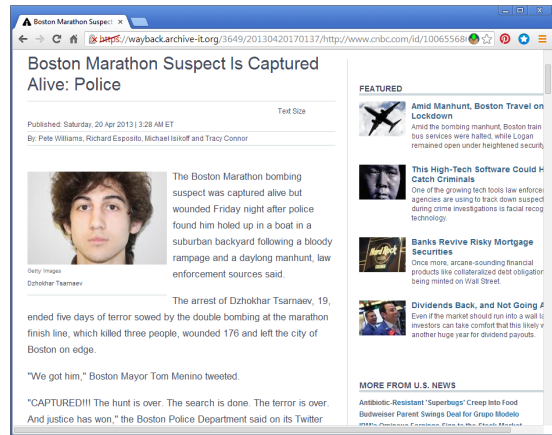 Boston Marathon Suspect
https://wayback.archive-it.org/3649/20130420170137/http://www.cnbc.com/id/10065568
Boston Marathon Suspect Is Captured
Alive: Police
Text Size
Published: Saturday, 20 Apr 2013 | 3:28 AM ET
By: Pete Williams, Richard Esposito, Michael Isikoff and Tracy Connor
Getty Images
Dzhokhar Tsarnaev
The Boston Marathon bombing
suspect was captured alive but
wounded Friday night after police
found him holed up in a boat in a
suburban backyard following a bloody
rampage and a daylong manhunt, law
enforcement sources said.
The arrest of Dzhokhar Tsarnaev, 19,
ended five days of terror sowed by the double bombing at the marathon
finish line, which killed three people, wounded 176 and left the city of
Boston on edge.
"We got him," Boston Mayor Tom Menino tweeted.
"CAPTURED!!! The hunt is over. The search is done. The terror is over.
And justice has won," the Boston Police Department said on its Twitter
FEATURED
Amid Manhunt, Boston Travel on
Lockdown
Amid the bombing manhunt, Boston train
bus services were halted, while Logan
remained open under heightened security
This High-Tech Software Could H
Catch Criminals
One of the growing tech tools law enforce
agencies are using to track down suspect
during crime investigations is facial recog
technology.
Hard Rock
Banks Revive Risky Mortgage
Securities
Once more, arcane-sounding financial
products like collateralized debt obligation
being minted on Wall Street.
Dividends Back, and Not Going A
Even if the market should run into a wall
investors can take comfort that this likely
another huge year for dividend payouts.
MORE FROM U.S. NEWS
Antibiotic-Resistant 'Superbugs' Creep Into Food
Budweiser Parent Swings Deal for Grupo Modelo
IBM's Ominous Earnings Sign to the Stock Market